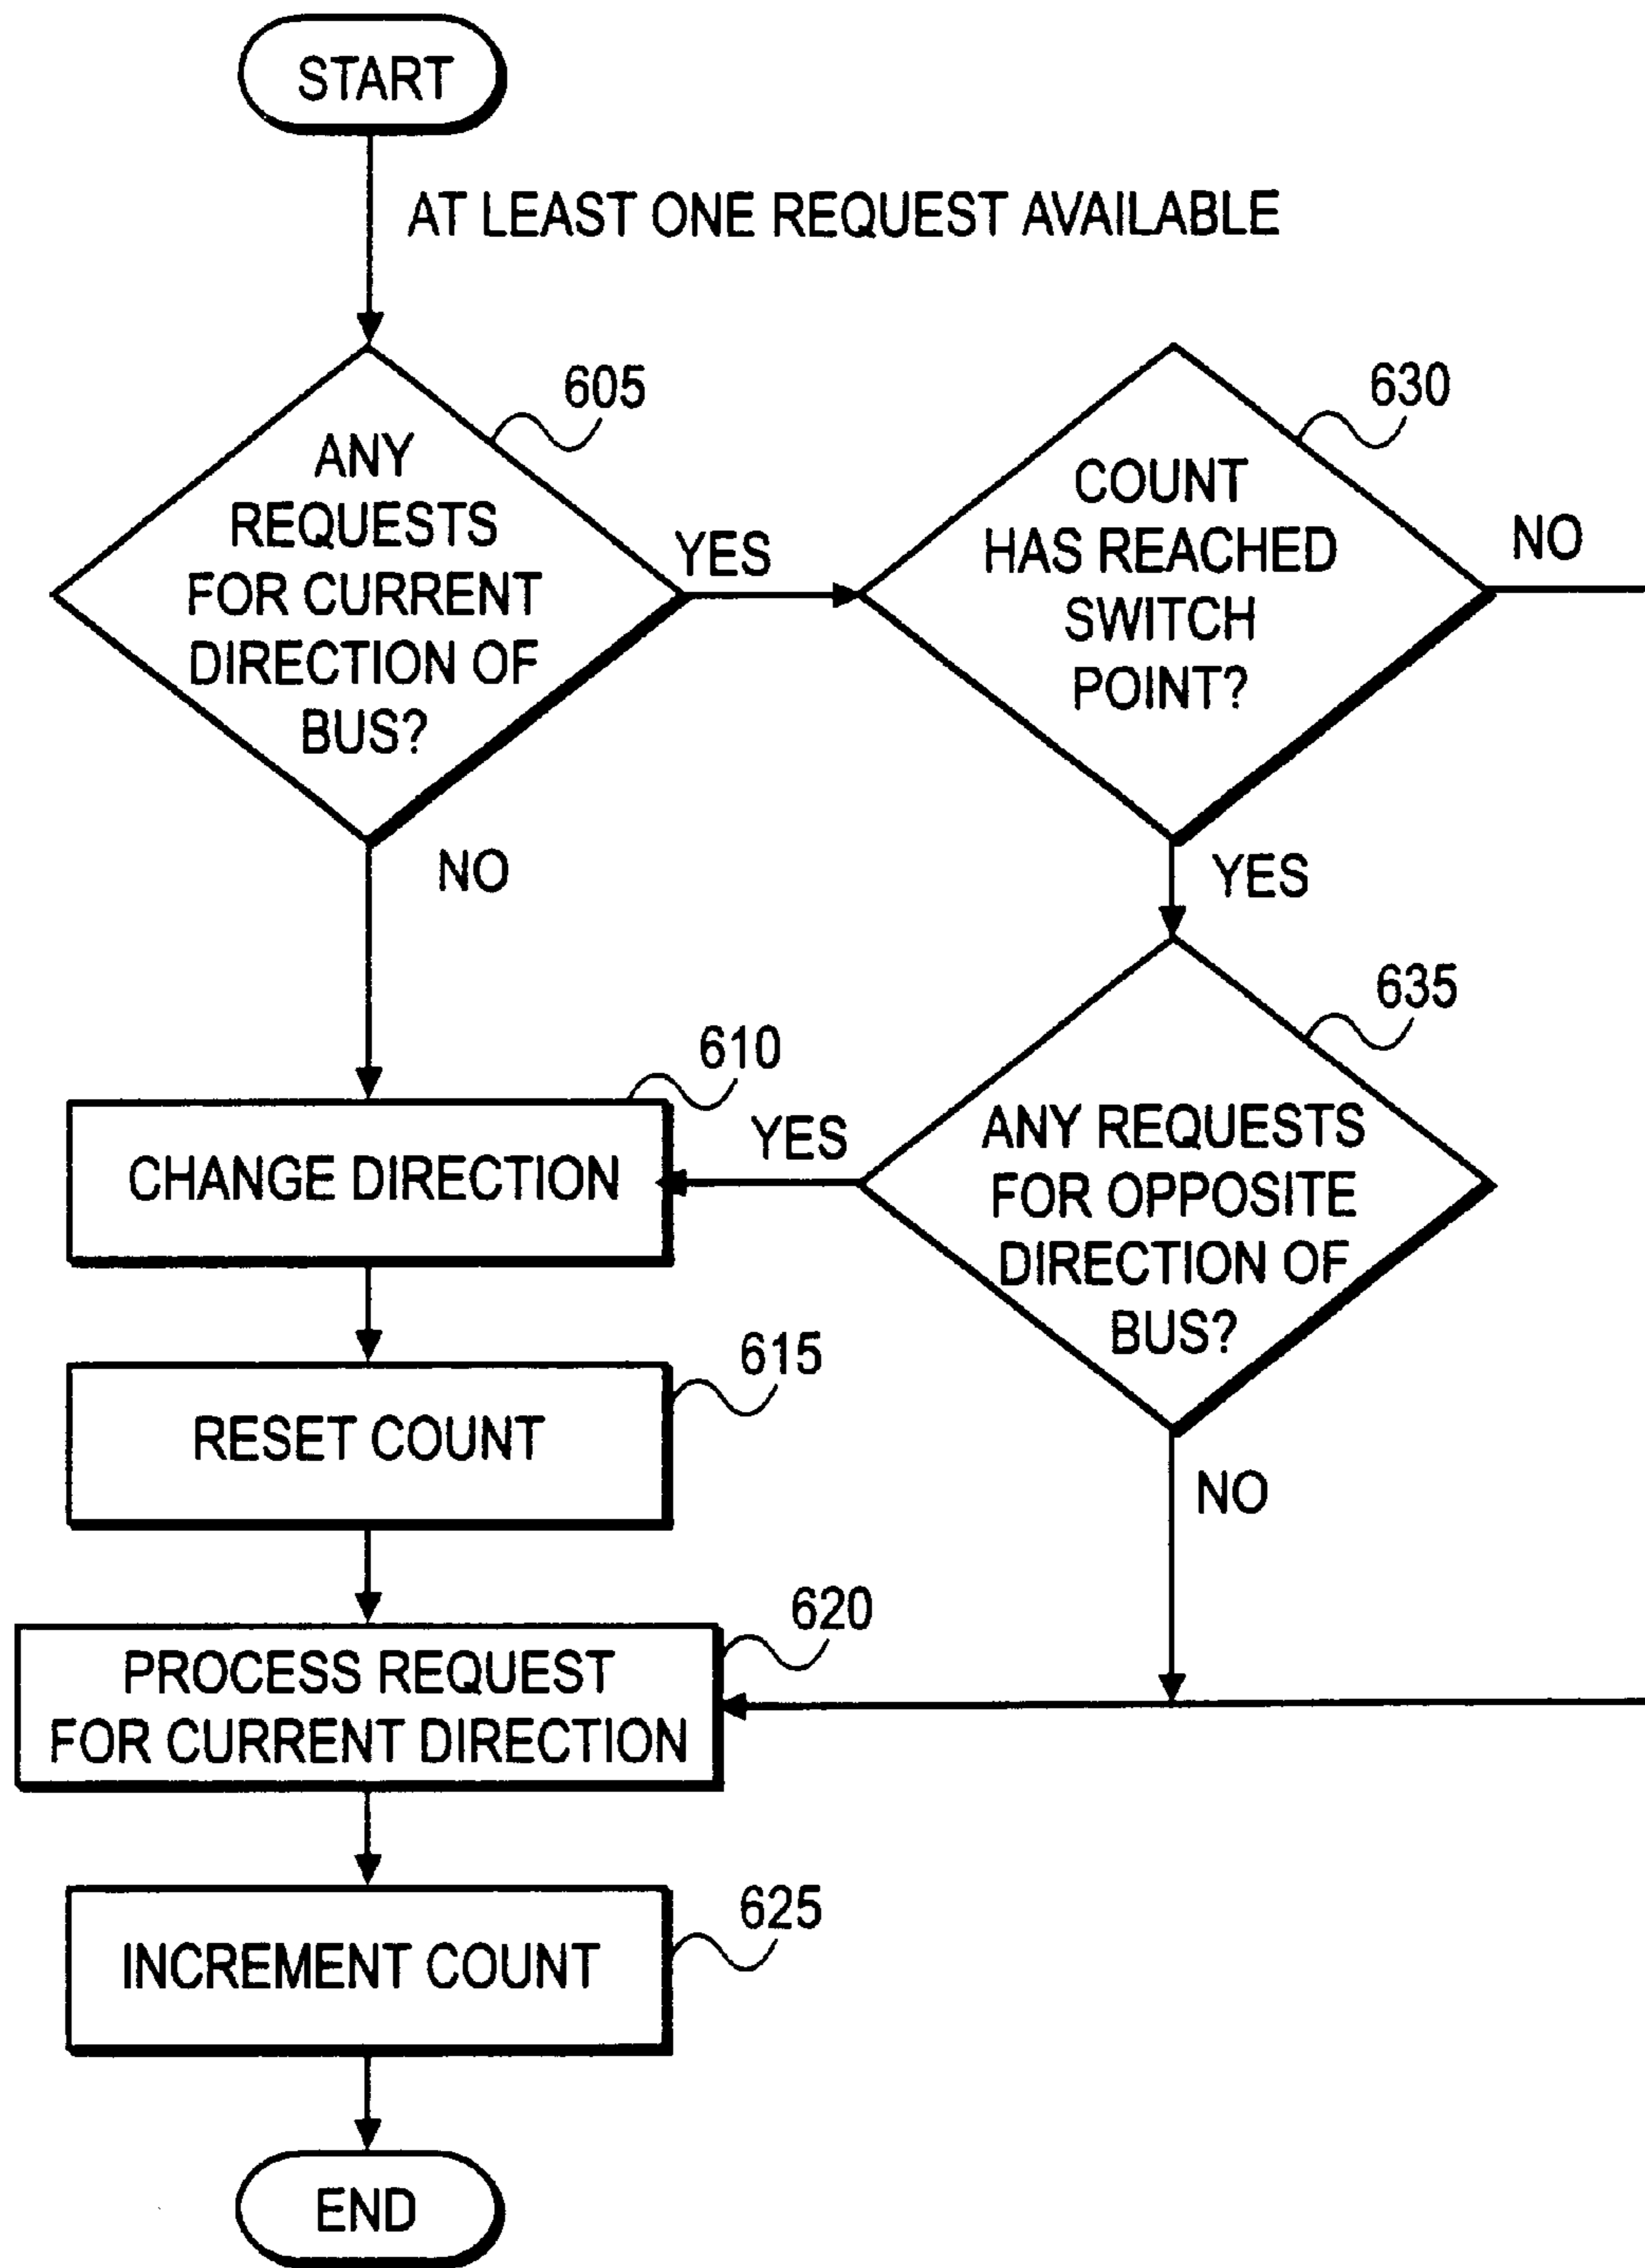 START
AT LEAST ONE REQUEST AVAILABLE
605
ANY
REQUESTS
FOR CURRENT
DIRECTION OF
BUS?
YES
NO
630
COUNT
HAS REACHED
SWITCH
POINT?
NO
YES
635
ANY REQUESTS
FOR OPPOSITE
DIRECTION OF
BUS?
YES
NO
610
CHANGE DIRECTION
615
RESET COUNT
620
PROCESS REQUEST
FOR CURRENT DIRECTION
625
INCREMENT COUNT
END